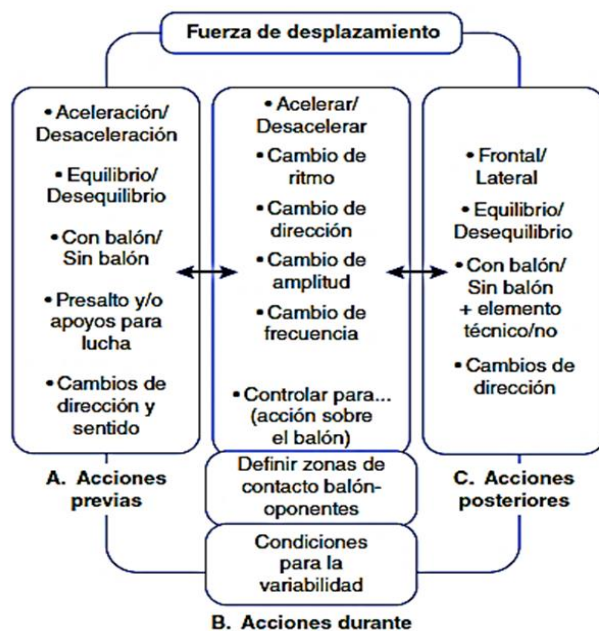 Fuerza de desplazamiento
• Aceleración/
Desaceleración
• Equilibrio/
Desequilibrio
• Con balón/
Sin balón
• Presalto y/o
apoyos para
lucha
• Cambios de
dirección y
sentido
A. Acciones
previas
• Acelerar/
Desacelerar
• Cambio de
ritmo
• Cambio de
dirección
• Cambio de
amplitud
• Cambio de
frecuencia
• Controlar para...
(acción sobre
el balón)
Definir zonas de
contacto balón-
oponentes
Condiciones
para la
variabilidad
B. Acciones durante
• Frontal/
Lateral
• Equilibrio/
Desequilibrio
• Con balón/
Sin balón
+ elemento
técnico/no
• Cambios de
dirección
C. Acciones
posteriores